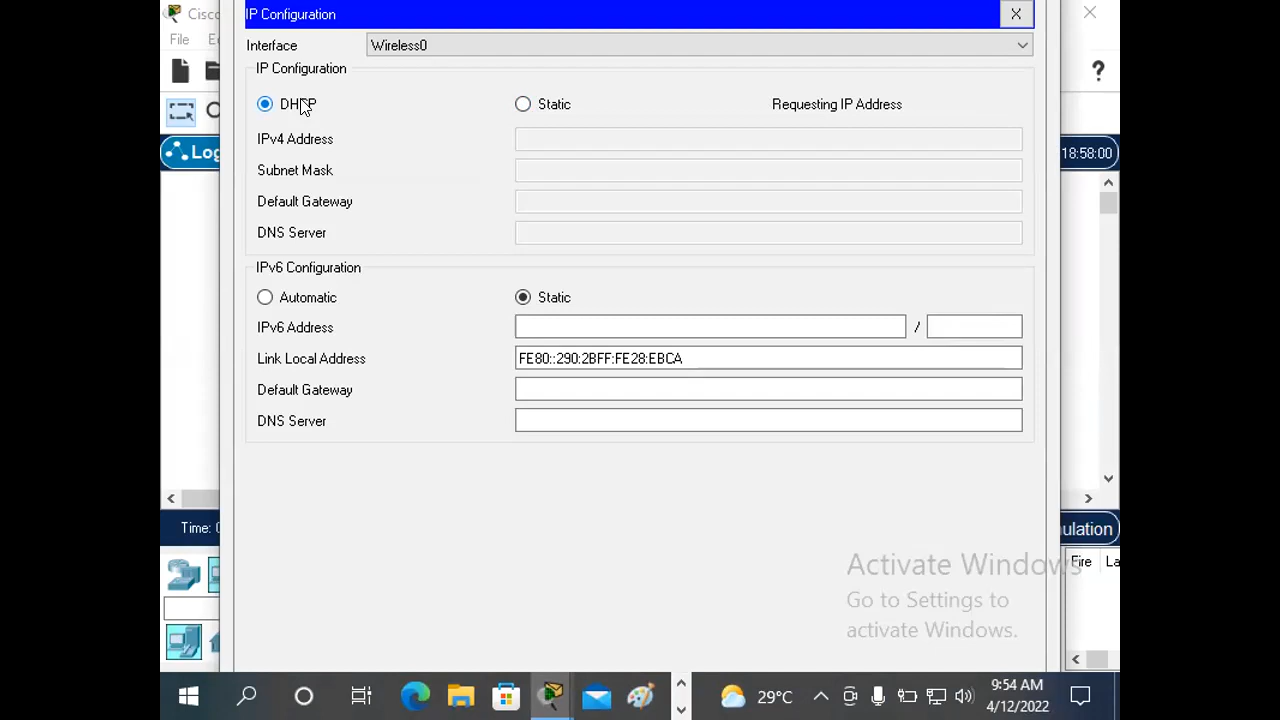 Cisco
IP Configuration
X
File
Interface
Wireless0
IP Configuration
DHCP
Static
Requesting IP Address
IPv4 Address
Subnet Mask
Default Gateway
DNS Server
18:58:00
IPv6 Configuration
Automatic
Static
IPv6 Address
/
Link Local Address
FE80::290:2BFF:FE28:EBCA
Default Gateway
DNS Server
Time:
Activate Windows
Go to Settings to
activate Windows.
Fire
29°C
9:54 AM
4/12/2022